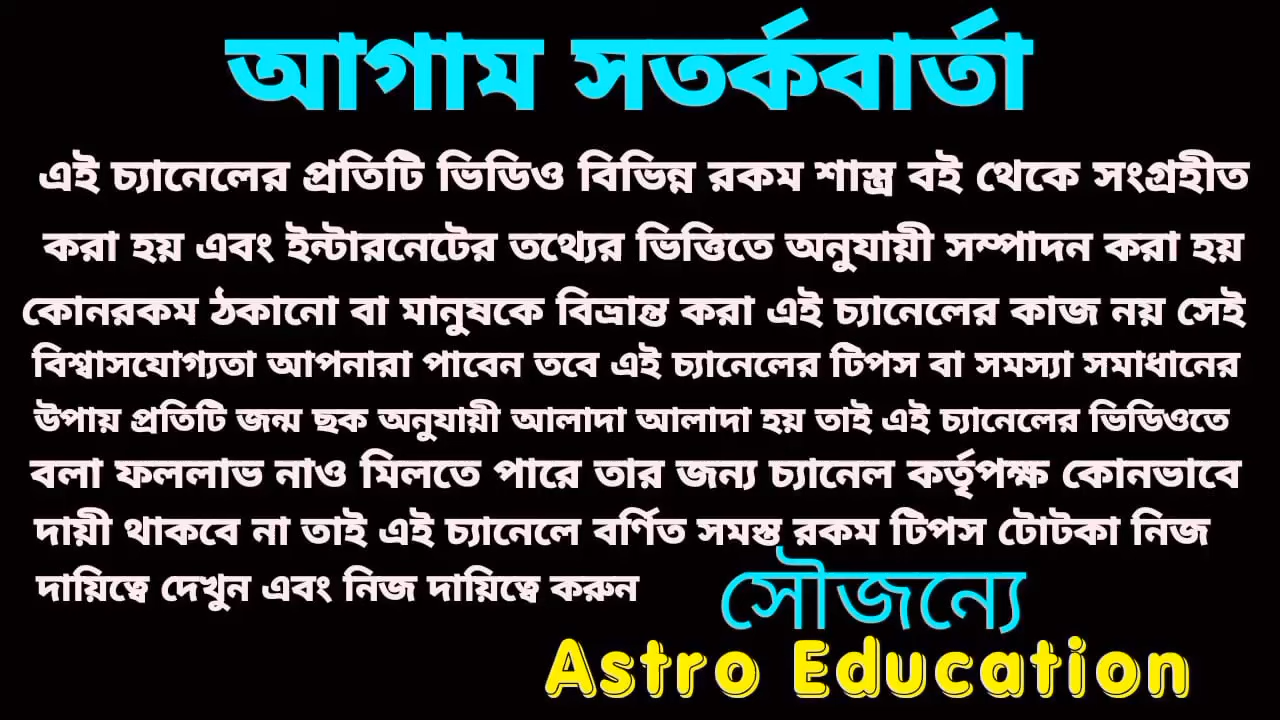 আগাম সতর্কবার্তা
এই চ্যানেলের প্রতিটি ভিডিও বিভিন্ন রকম শাস্ত্র বই থেকে সংগ্রহীত
করা হয় এবং ইন্টারনেটের তথ্যের ভিত্তিতে অনুযায়ী সম্পাদন করা হয়
কোনরকম ঠকানো বা মানুষকে বিভ্রান্ত করা এই চ্যানেলের কাজ নয় সেই
বিশ্বাসযোগ্যতা আপনারা পাবেন তবে এই চ্যানেলের টিপস বা সমস্যা সমাধানের
উপায় প্রতিটি জন্ম ছক অনুযায়ী আলাদা আলাদা হয় তাই এই চ্যানেলের ভিডিওতে
বলা ফললাভ নাও মিলতে পারে তার জন্য চ্যানেল কর্তৃপক্ষ কোনভাবে
দায়ী থাকবে না তাই এই চ্যানেলে বর্ণিত সমস্ত রকম টিপস টোটকা নিজ
দায়িত্বে দেখুন এবং নিজ দায়িত্বে করুন
সৌজন্যে
Astro Education